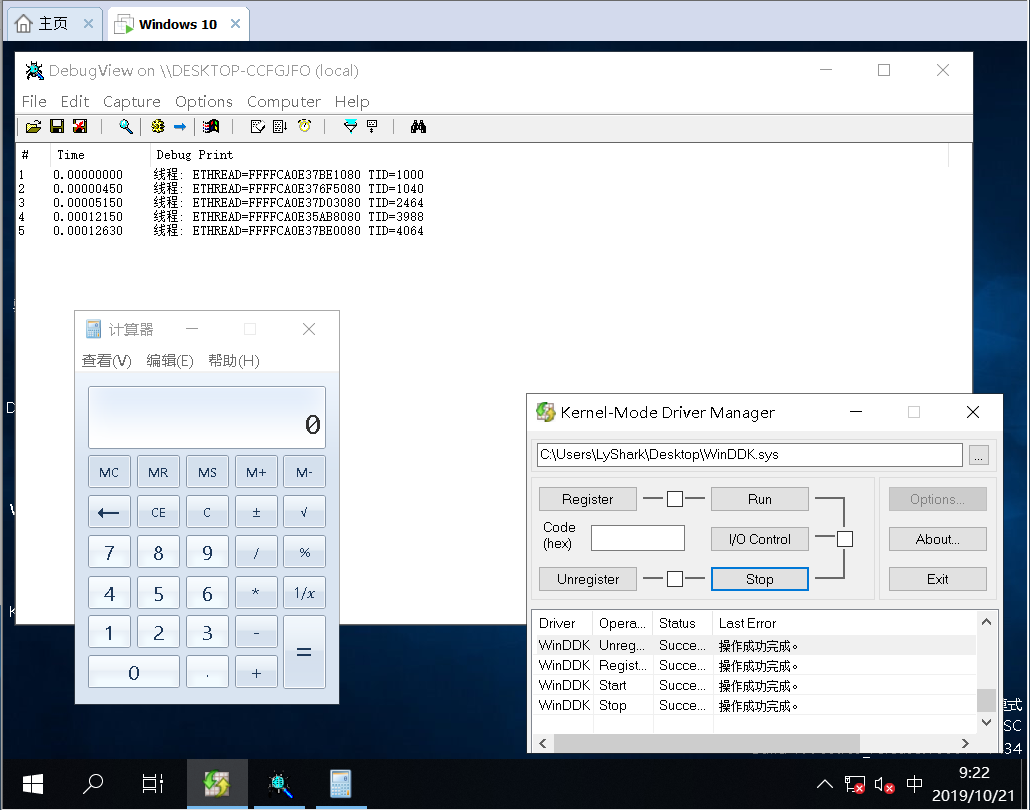 主页
Windows 10
DebugView on \\DESKTOP-CCFGJFO (local)
File Edit Capture Options Computer Help
# Time Debug Print
1 0.00000000 线程: ETHREAD=FFFFCA0E37BE1080 TID=1000
2 0.00000450 线程: ETHREAD=FFFFCA0E376F5080 TID=1040
3 0.00005150 线程: ETHREAD=FFFFCA0E37D03080 TID=2464
4 0.00012150 线程: ETHREAD=FFFFCA0E35AB8080 TID=3988
5 0.00012630 线程: ETHREAD=FFFFCA0E37BE0080 TID=4064
计算器
查看(V) 编辑(E) 帮助(H)
0
MC MR MS M+ M-
← CE C ± √
7 8 9 / %
4 5 6 * 1/x
1 2 3 - =
0 . +
Kernel-Mode Driver Manager
C:\Users\LyShark\Desktop\WinDDK.sys
...
Register Run Options...
Code (hex) I/O Control About...
Unregister Stop Exit
Driver Opera... Status Last Error
WinDDK Unreg... Succe... 操作成功完成。
WinDDK Regist... Succe... 操作成功完成。
WinDDK Start Succe... 操作成功完成。
WinDDK Stop Succe... 操作成功完成。
模式
SC
34
中
9:22
2019/10/21